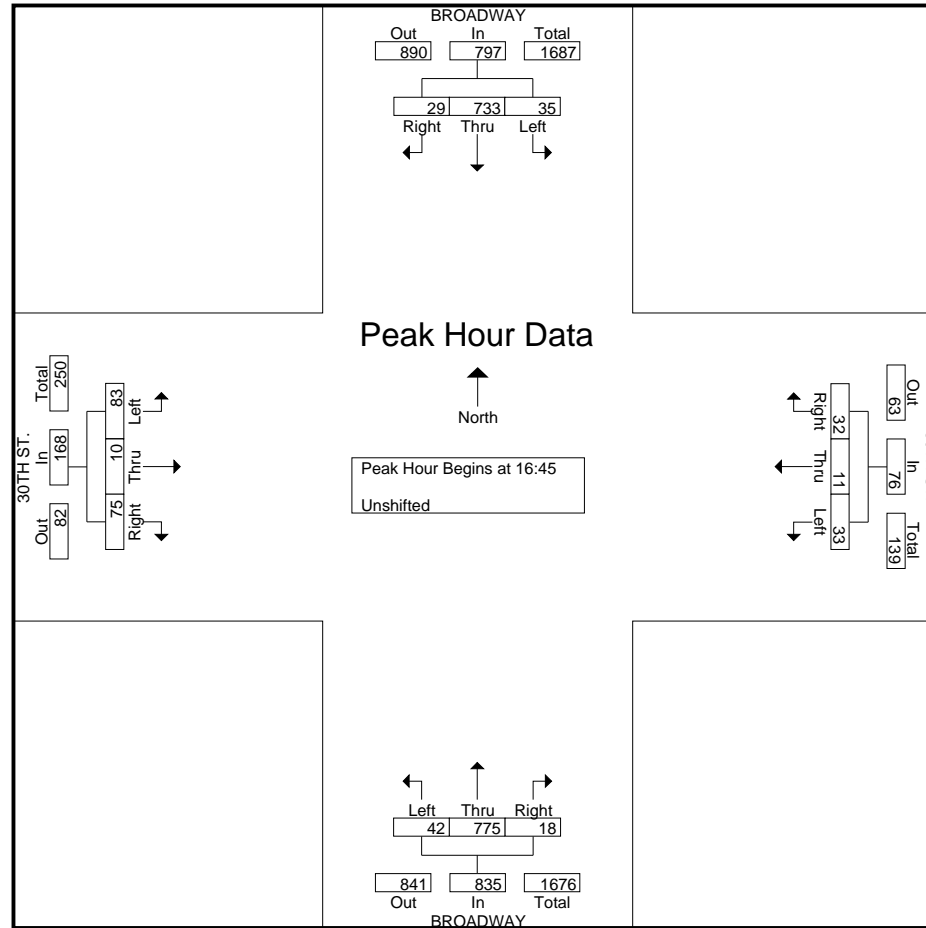 BROADWAY
Out In Total
890 797 1687
29 733 35
Right Thru Left
Peak Hour Data
North
Peak Hour Begins at 16:45
Unshifted
30TH ST.
Total In Out
250 168 82
83 10 75
Left Thru Right
Right Thru Left
32 11 33
Out In Total
63 76 139
Left Thru Right
42 775 18
841 835 1676
Out In Total
BROADWAY